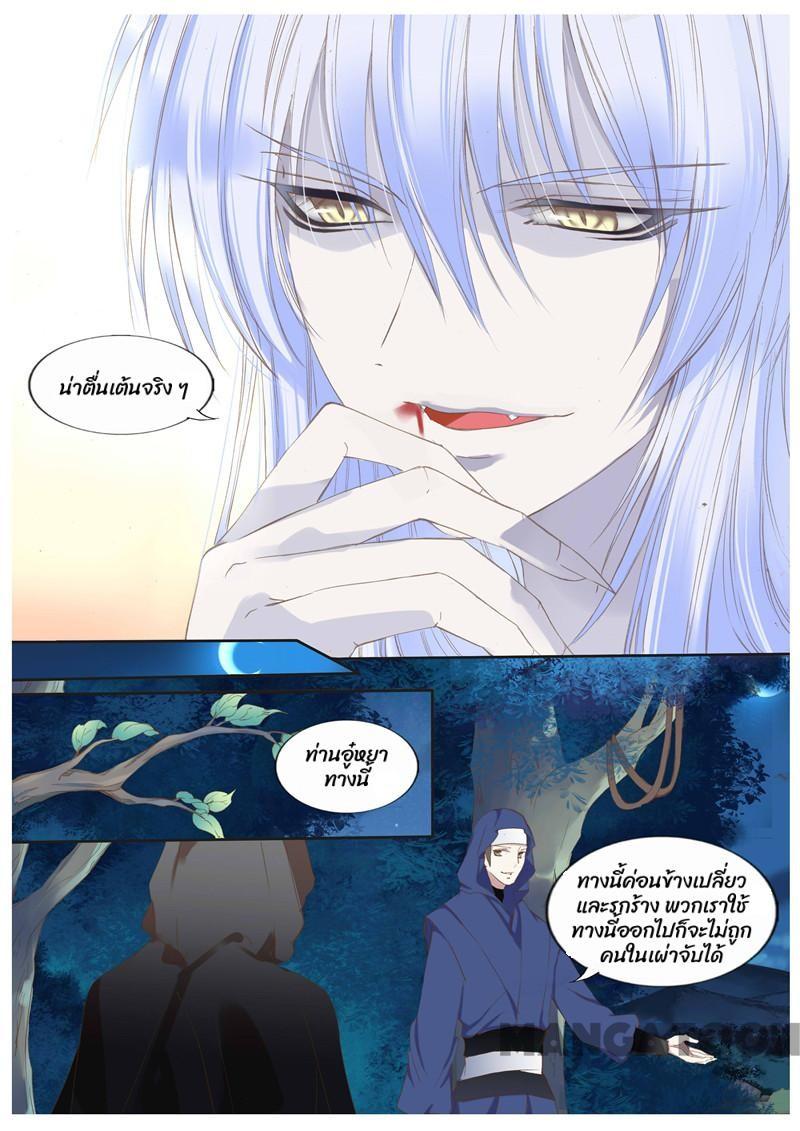 น่าตื่นเต้นจริง ๆ
ท่านอู๋หยา
ทางนี้
ทางนี้ค่อนข้างเปลี่ยว
และรกร้าง พวกเราใช้
ทางนี้ออกไปก็จะไม่ถูก
คนในเผ่าจับได้